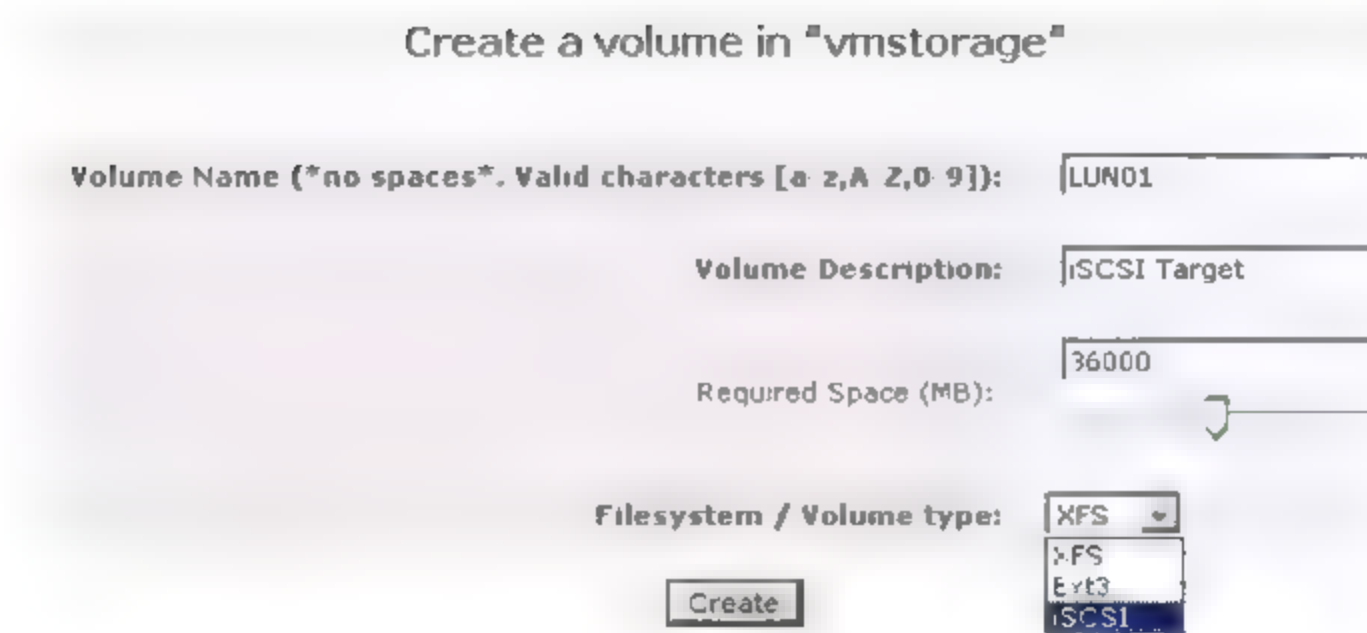 Create a volume in "vmstorage"
Volume Name (*no spaces*. Valid characters [a-z,A-Z,0-9]): LUN01
Volume Description: iSCSI Target
Required Space (MB): 36000
Filesystem / Volume type: XFS
XFS
Ext3
iSCSI
Create